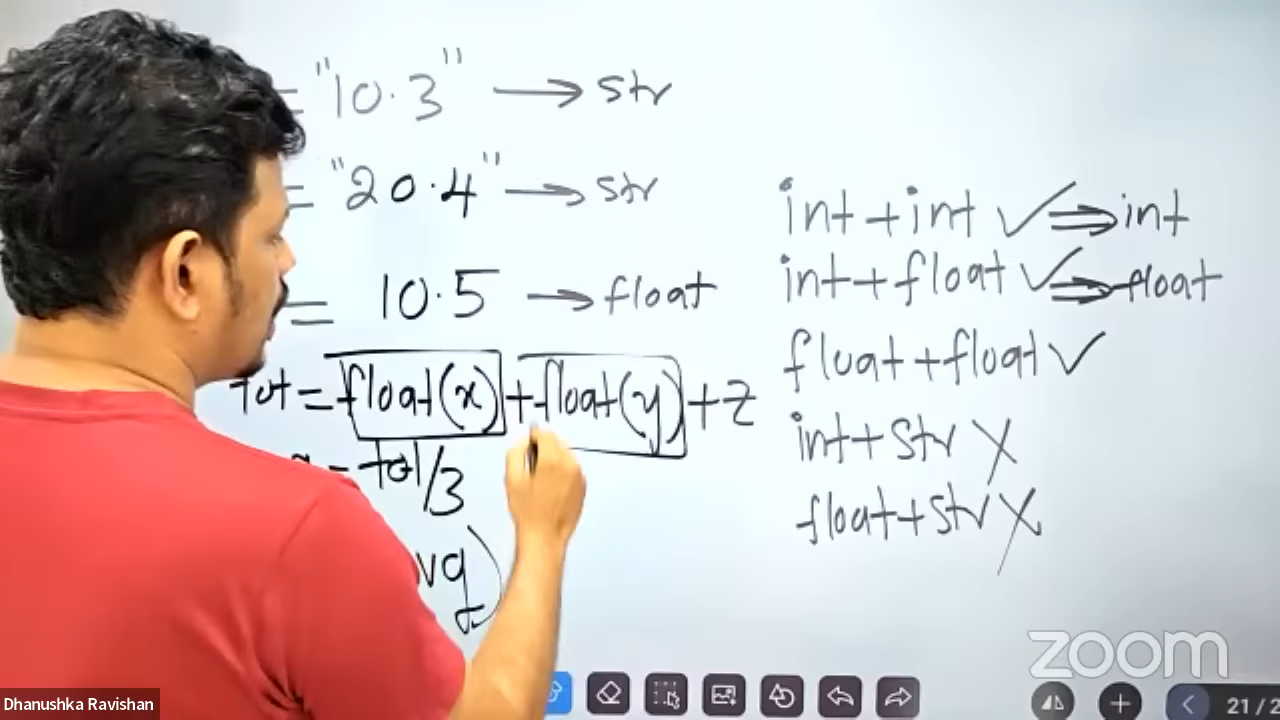 = "10.3" → str
= "20.4" → str
= 10.5 → float
tot = float(x) + float(y) + z
= tot/3
vg)
int + int ✓ ⇒ int
int + float ✓ ⇒ float
float + float ✓
int + str X
float + str X
zoom
Dhanushka Ravishan
21 / 2